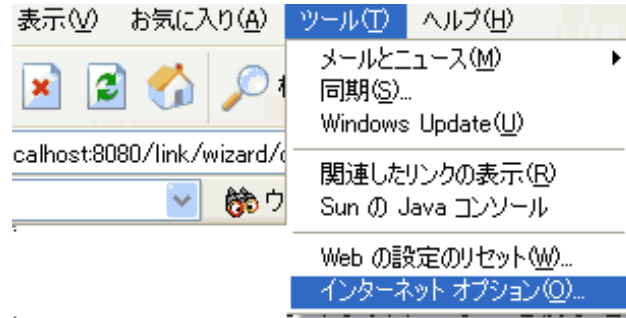 表示(V) お気に入り(A) ツール(T) ヘルプ(H)
メールとニュース(M)
同期(S)...
Windows Update(U)
calhost:8080/link/wizard/
関連したリンクの表示(R)
ウ
Sun の Java コンソール
Web の設定のリセット(W)...
インターネット オプション(O)...